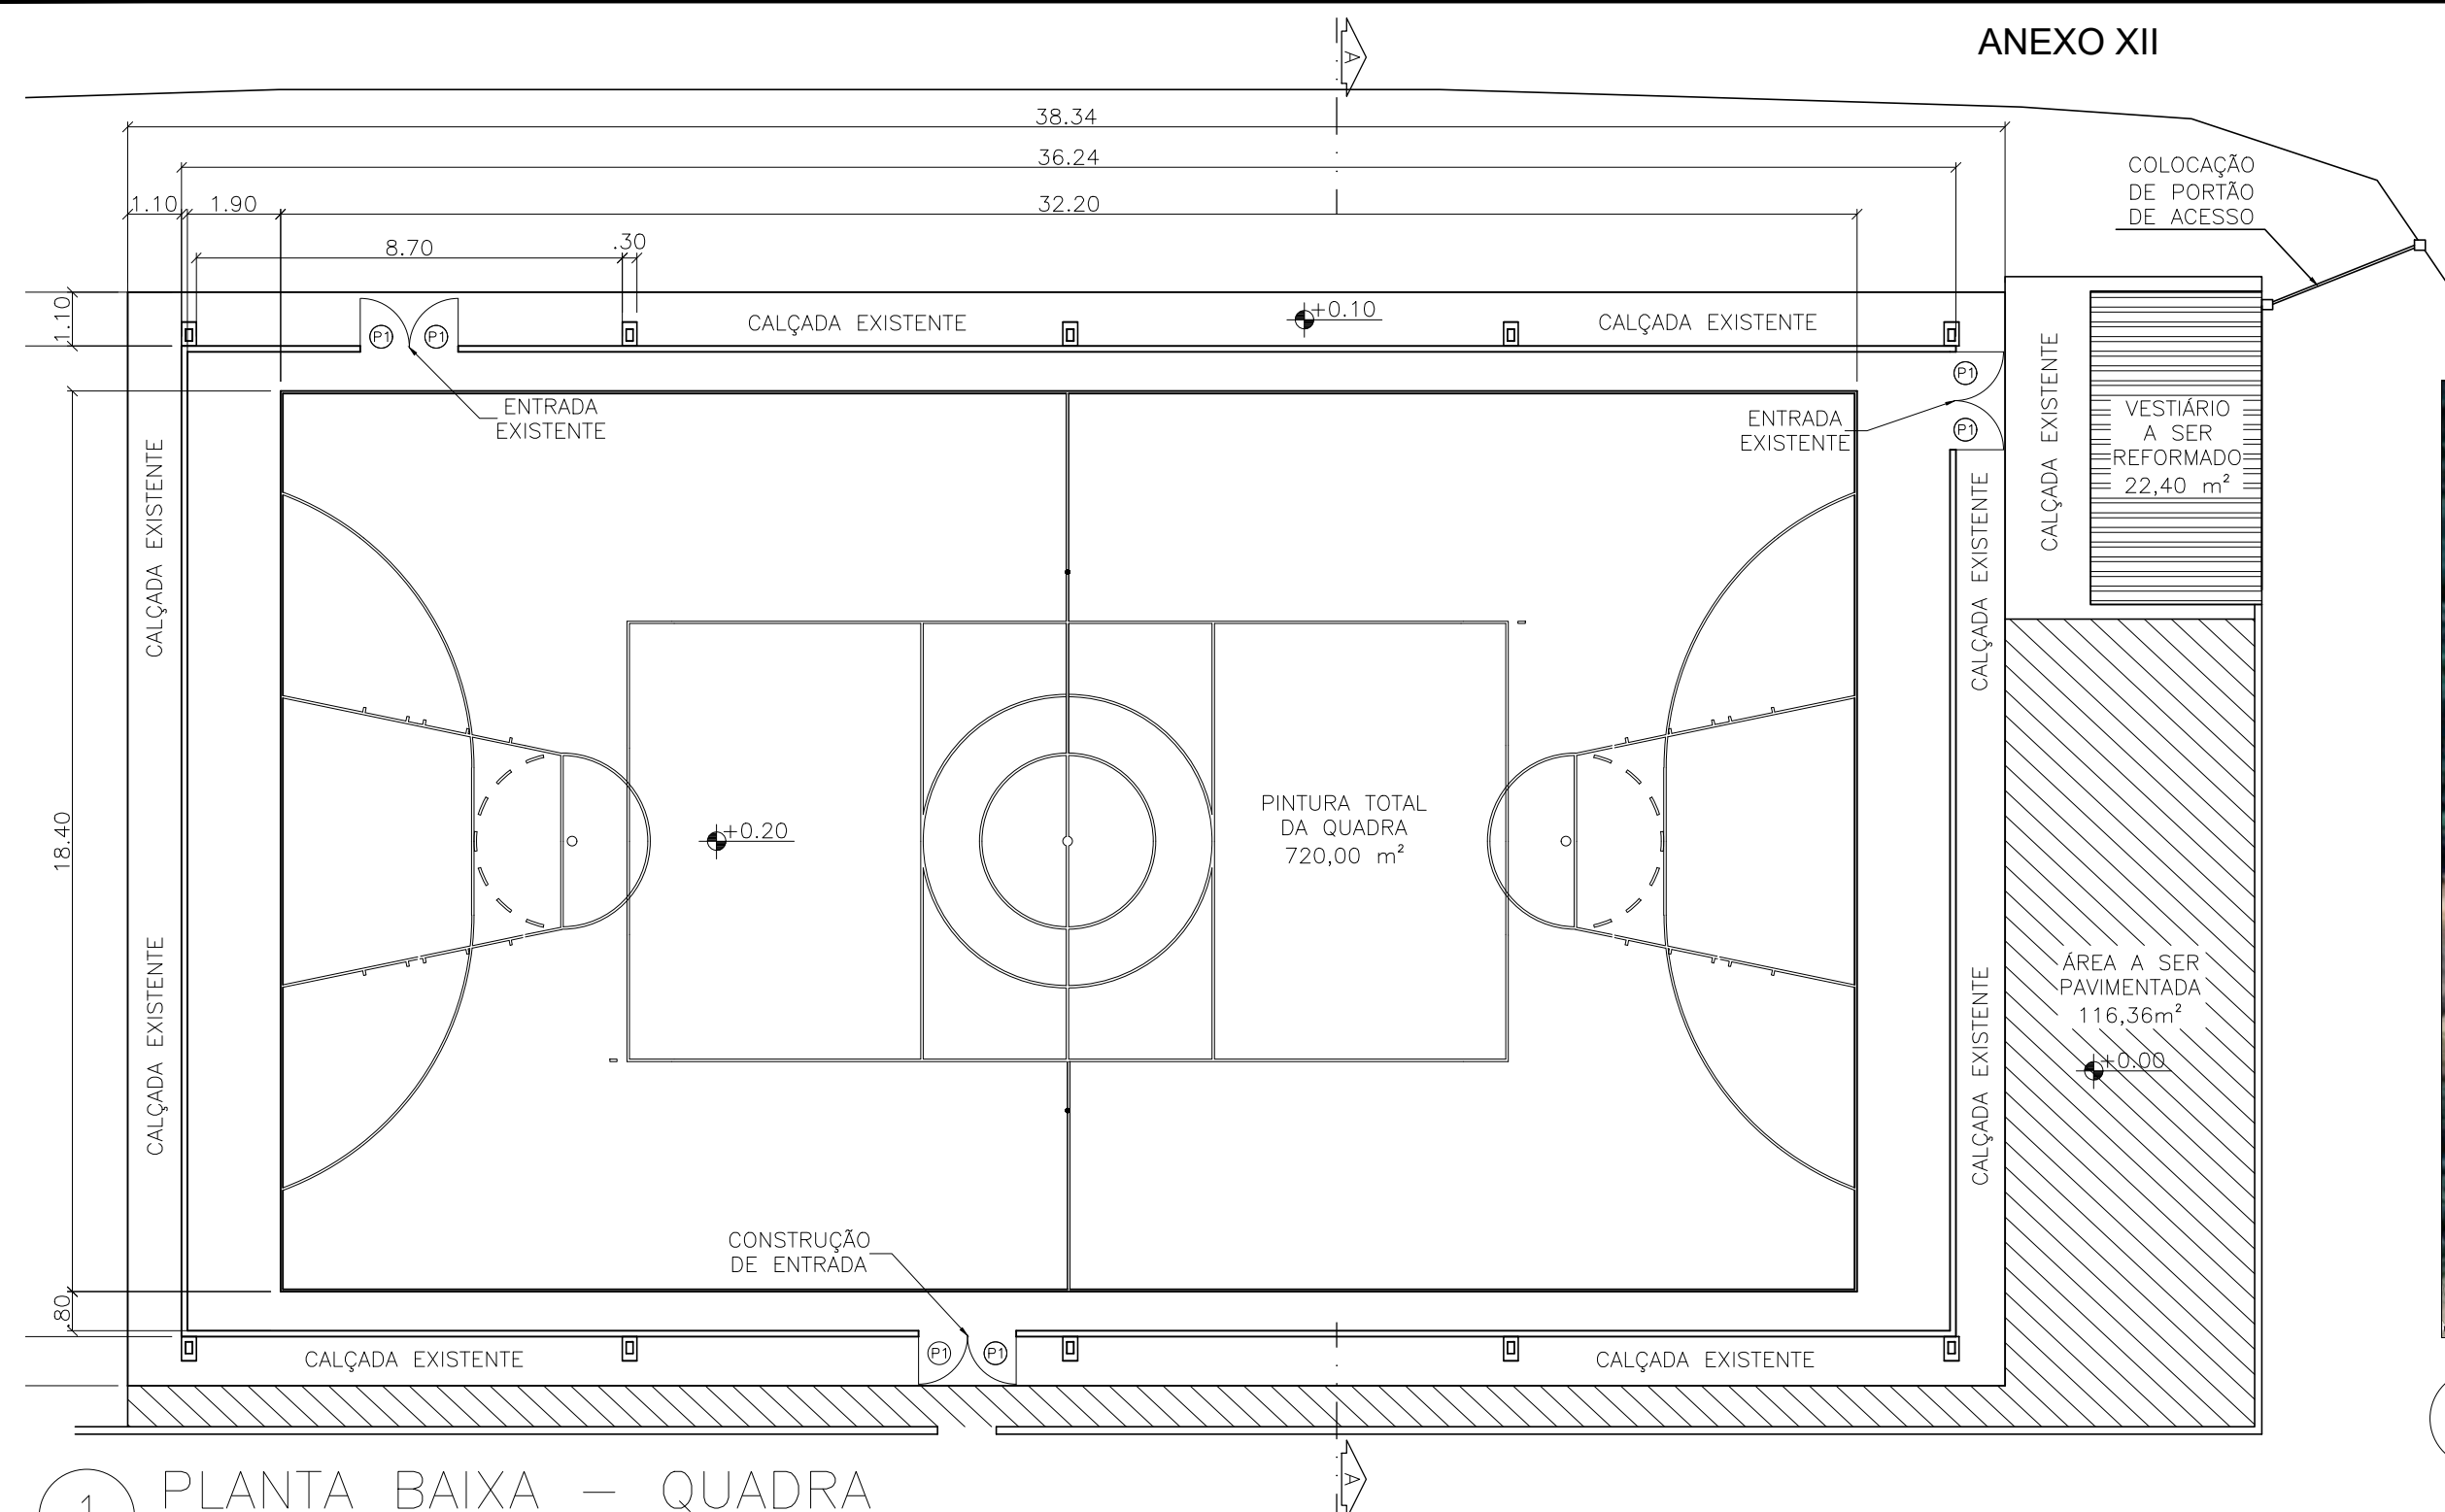 ANEXO XII
A
38.34
36.24
1.10
1.90
32.20
8.70
.30
COLOCAÇÃO
DE PORTÃO
DE ACESSO
1.10
+0.10
CALÇADA EXISTENTE
CALÇADA EXISTENTE
P1
P1
P1
P1
ENTRADA
EXISTENTE
ENTRADA
EXISTENTE
CALÇADA EXISTENTE
VESTIÁRIO
A SER
REFORMADO
22,40 m²
CALÇADA EXISTENTE
CALÇADA EXISTENTE
18.40
+0.20
PINTURA TOTAL
DA QUADRA
720,00 m²
CALÇADA EXISTENTE
CALÇADA EXISTENTE
ÁREA A SER
PAVIMENTADA
116,36m²
+0.00
CONSTRUÇÃO
DE ENTRADA
.80
P1
P1
CALÇADA EXISTENTE
CALÇADA EXISTENTE
A
1
PLANTA BAIXA – QUADRA